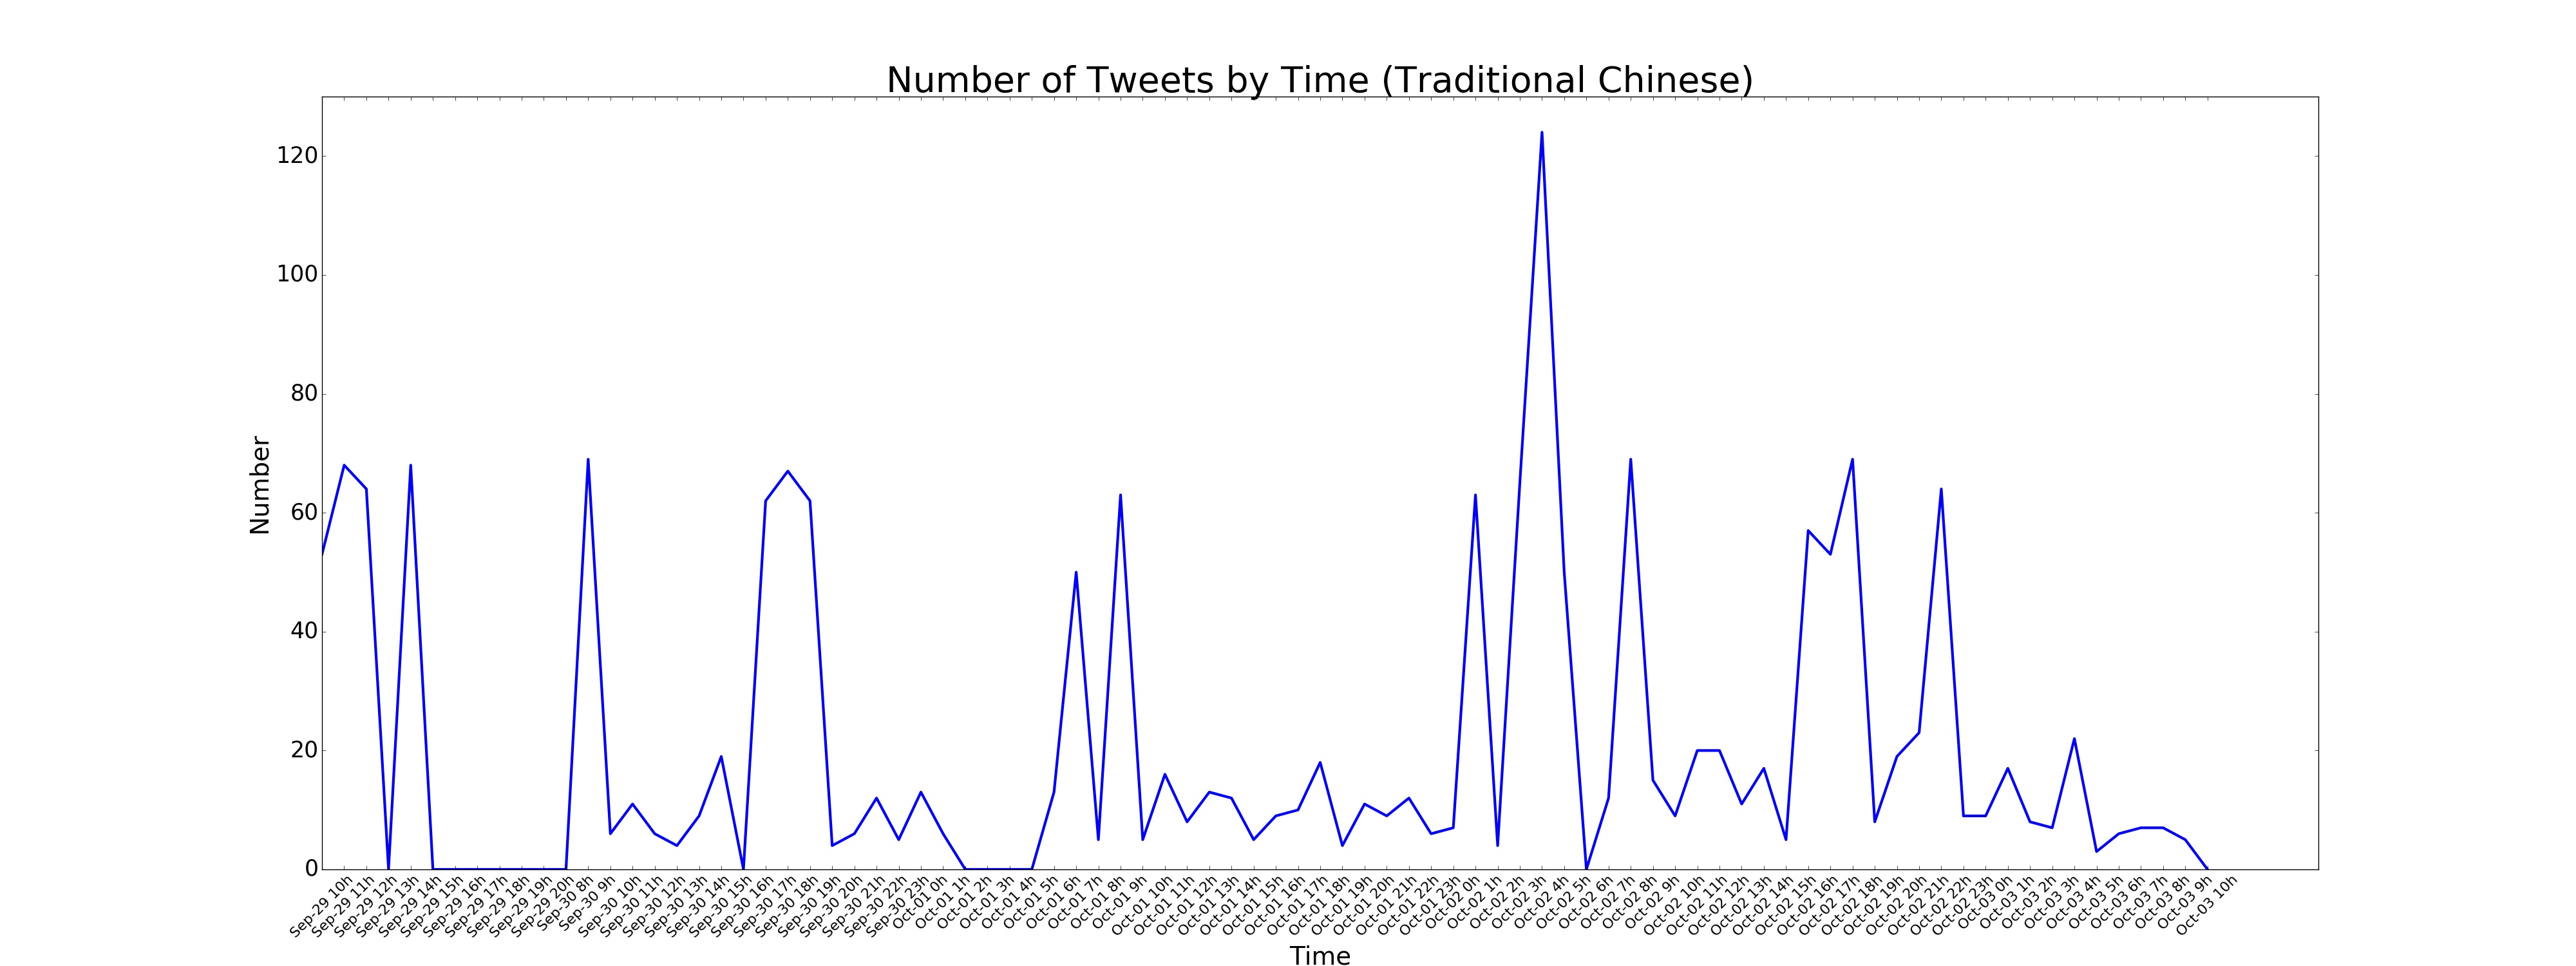 Number of Tweets by Time (Traditional Chinese)
Number
120
100
80
60
40
20
0
Sep-29 10h
Sep-29 11h
Sep-29 12h
Sep-29 13h
Sep-29 14h
Sep-29 15h
Sep-29 16h
Sep-29 17h
Sep-29 18h
Sep-29 19h
Sep-29 20h
Sep-30 8h
Sep-30 9h
Sep-30 10h
Sep-30 11h
Sep-30 12h
Sep-30 13h
Sep-30 14h
Sep-30 15h
Sep-30 16h
Sep-30 17h
Sep-30 18h
Sep-30 19h
Sep-30 20h
Sep-30 21h
Sep-30 22h
Sep-30 23h
Oct-01 0h
Oct-01 1h
Oct-01 2h
Oct-01 3h
Oct-01 4h
Oct-01 5h
Oct-01 6h
Oct-01 7h
Oct-01 8h
Oct-01 9h
Oct-01 10h
Oct-01 11h
Oct-01 12h
Oct-01 13h
Oct-01 14h
Oct-01 15h
Oct-01 16h
Oct-01 17h
Oct-01 18h
Oct-01 19h
Oct-01 20h
Oct-01 21h
Oct-01 22h
Oct-01 23h
Oct-02 0h
Oct-02 1h
Oct-02 2h
Oct-02 3h
Oct-02 4h
Oct-02 5h
Oct-02 6h
Oct-02 7h
Oct-02 8h
Oct-02 9h
Oct-02 10h
Oct-02 11h
Oct-02 12h
Oct-02 13h
Oct-02 14h
Oct-02 15h
Oct-02 16h
Oct-02 17h
Oct-02 18h
Oct-02 19h
Oct-02 20h
Oct-02 21h
Oct-02 22h
Oct-02 23h
Oct-03 0h
Oct-03 1h
Oct-03 2h
Oct-03 3h
Oct-03 4h
Oct-03 5h
Oct-03 6h
Oct-03 7h
Oct-03 8h
Oct-03 9h
Oct-03 10h
Time